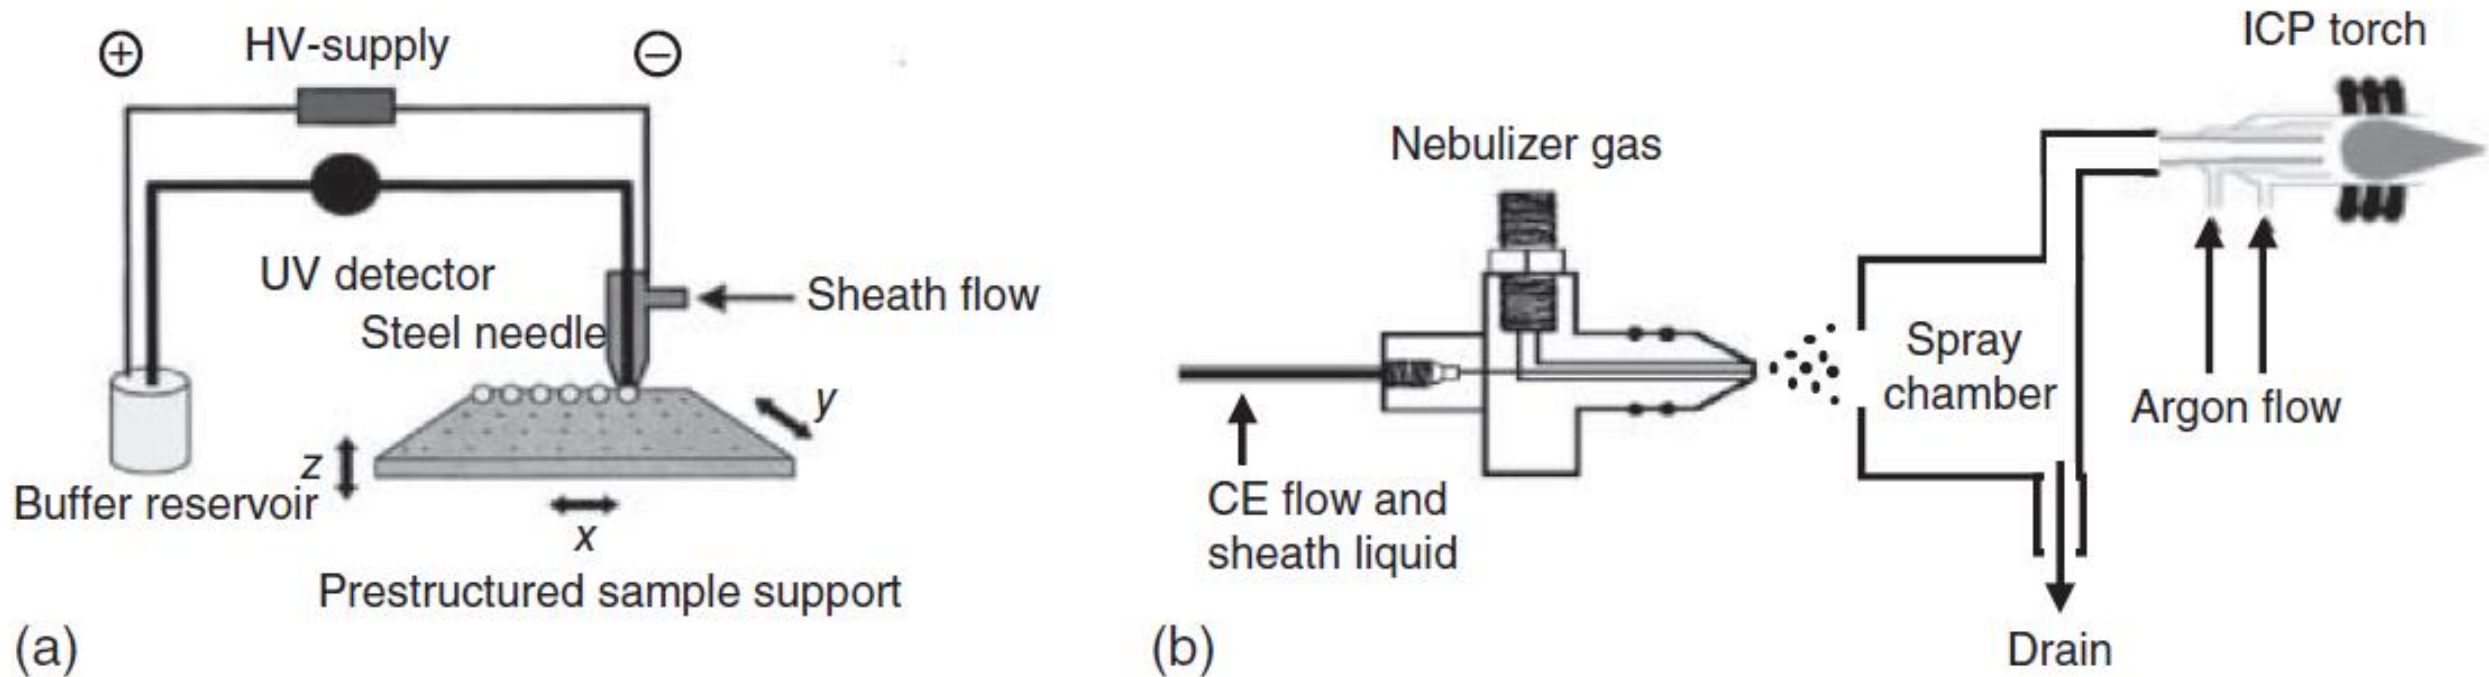 +
HV-supply
−
UV detector
Steel needle
Sheath flow
y
z
Buffer reservoir
x
Prestructured sample support
(a)
ICP torch
Nebulizer gas
Spray
chamber
Argon flow
CE flow and
sheath liquid
(b)
Drain